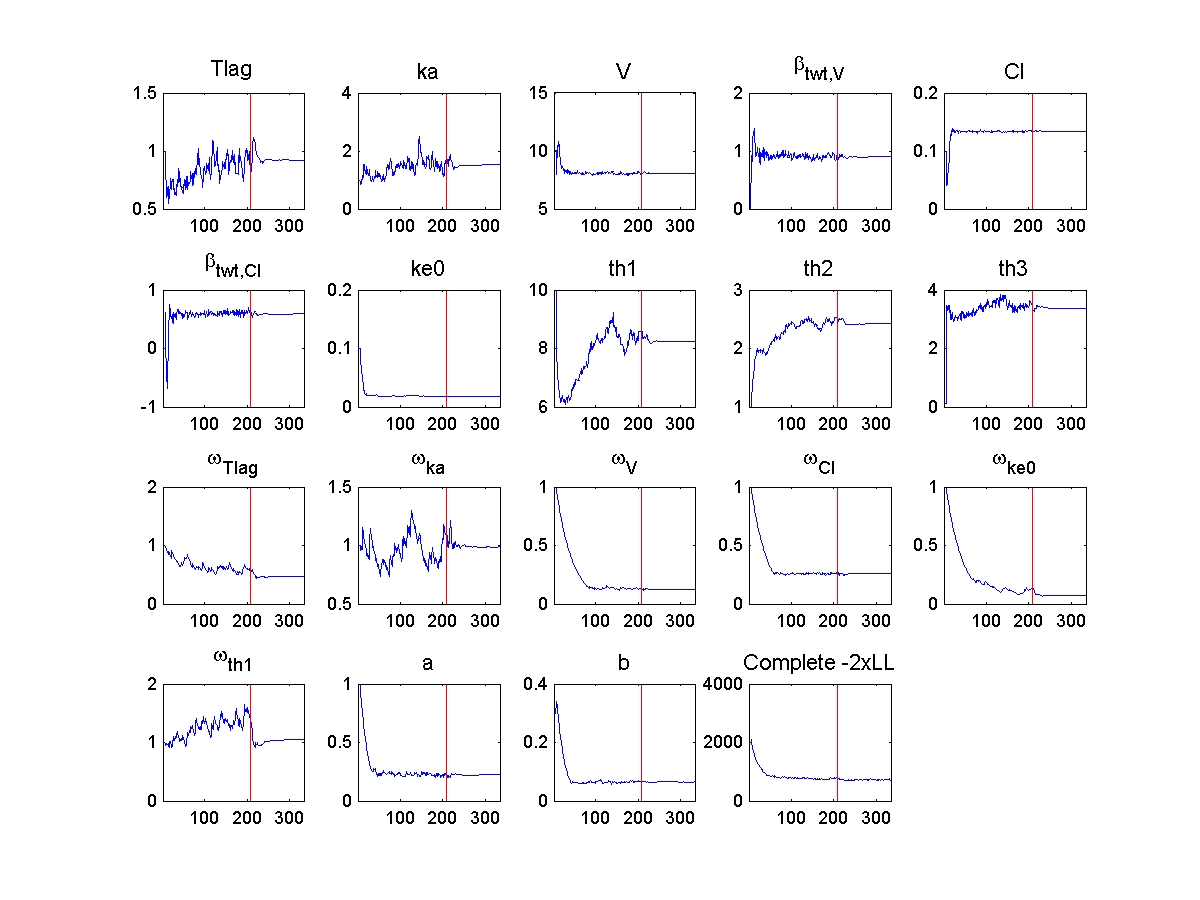 Tlag ka V βtwt,V Cl
1.5 4 15 2 0.2
1 2 10 1 0.1
0.5 0 5 0 0
100 200 300 100 200 300 100 200 300 100 200 300 100 200 300
βtwt,Cl ke0 th1 th2 th3
1 0.2 10 3 4
0 0.1 8 2 2
-1 0 6 1 0
100 200 300 100 200 300 100 200 300 100 200 300 100 200 300
ωTlag ωka ωV ωCl ωke0
2 1.5 1 1 1
1 1 0.5 0.5 0.5
0 0.5 0 0 0
100 200 300 100 200 300 100 200 300 100 200 300 100 200 300
ωth1 a b Complete -2xLL
2 1 0.4 4000
1 0.5 0.2 2000
0 0 0 0
100 200 300 100 200 300 100 200 300 100 200 300